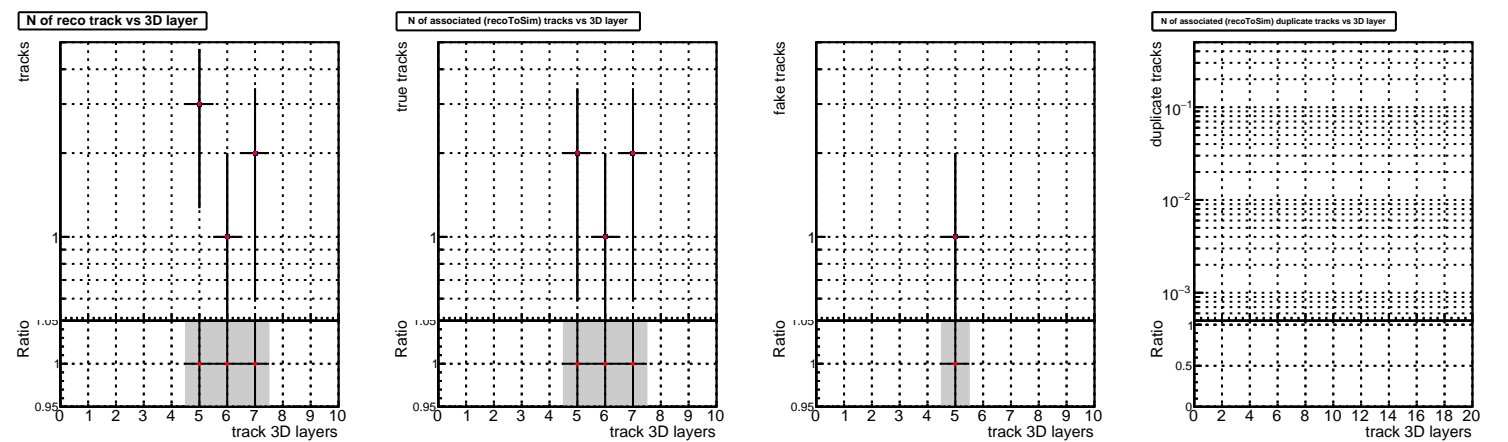 N of reco track vs 3D layer
tracks
1
1.05
Ratio
1
0.95
0 1 2 3 4 5 6 7 8 9 10
track 3D layers
N of associated (recoToSim) tracks vs 3D layer
true tracks
1
1.05
Ratio
1
0.95
0 1 2 3 4 5 6 7 8 9 10
track 3D layers
fake tracks
1
1.05
Ratio
1
0.95
0 1 2 3 4 5 6 7 8 9 10
track 3D layers
N of associated (recoToSim) duplicate tracks vs 3D layer
duplicate tracks
10⁻¹
10⁻²
10⁻³
Ratio
1
0.5
0
0 2 4 6 8 10 12 14 16 18 20
track 3D layers